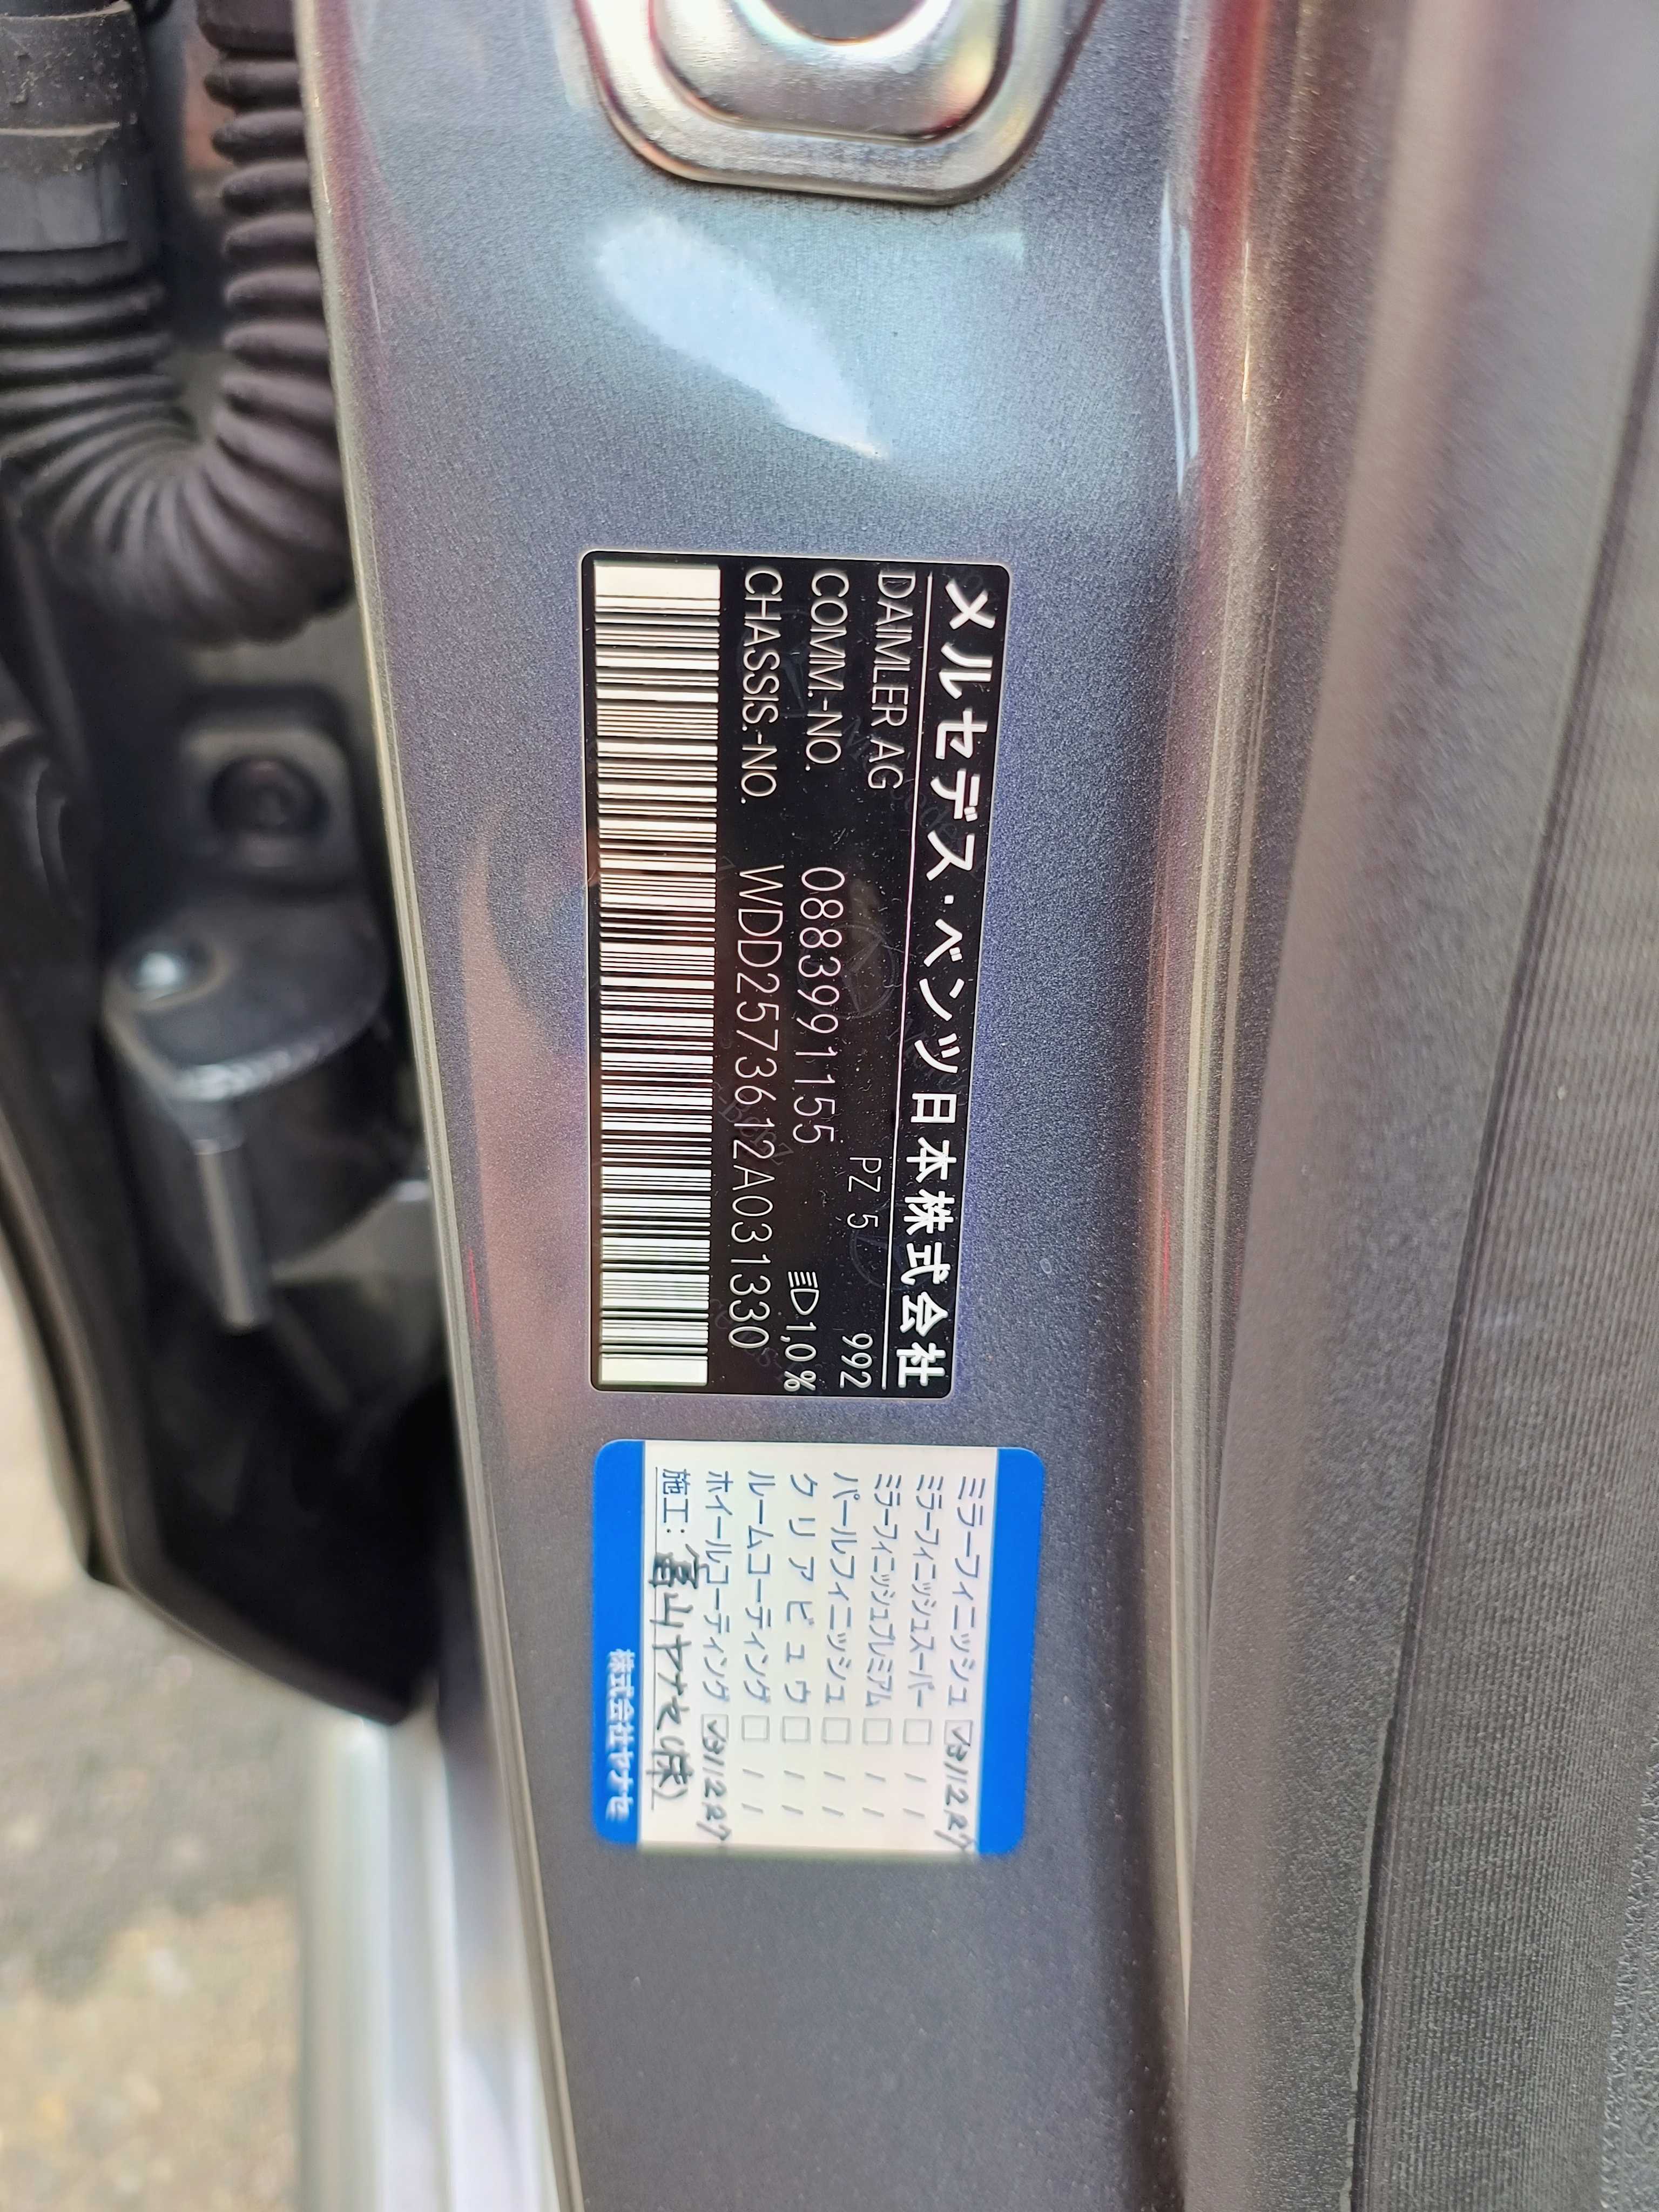 メルセデス・ベンツ日本株式会社
DAIMLER AG PZ 5 992
COMM.-NO. 0883991155 1,0%
CHASSIS.-NO. WDD2573612A031330
ミラーフィニッシュ ☑
ミラーフィニッシュスーパー □ / /
ミラーフィニッシュプレミアム □ / /
パールフィニッシュ □ / /
クリアビュウ □ / /
ルームコーティング □ / /
ホイールコーティング ☑
施工: 富山ヤナセ(株)
株式会社ヤナセ